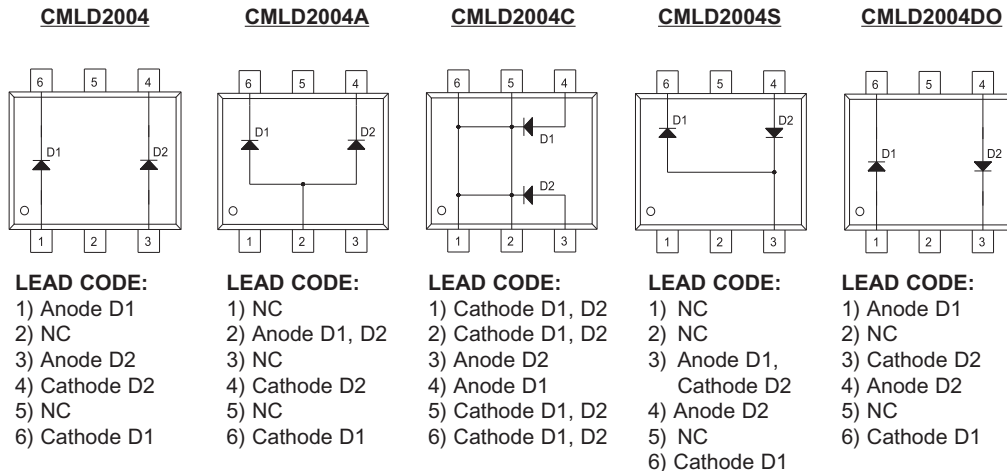 CMLD2004 CMLD2004A CMLD2004C CMLD2004S CMLD2004DO
6 5 4
D1 D2
1 2 3
6 5 4
D1 D2
1 2 3
6 5 4
D1
D2
1 2 3
6 5 4
D1 D2
1 2 3
6 5 4
D1 D2
1 2 3
LEAD CODE:
1) Anode D1
2) NC
3) Anode D2
4) Cathode D2
5) NC
6) Cathode D1
LEAD CODE:
1) NC
2) Anode D1, D2
3) NC
4) Cathode D2
5) NC
6) Cathode D1
LEAD CODE:
1) Cathode D1, D2
2) Cathode D1, D2
3) Anode D2
4) Anode D1
5) Cathode D1, D2
6) Cathode D1, D2
LEAD CODE:
1) NC
2) NC
3) Anode D1,
Cathode D2
4) Anode D2
5) NC
6) Cathode D1
LEAD CODE:
1) Anode D1
2) NC
3) Cathode D2
4) Anode D2
5) NC
6) Cathode D1